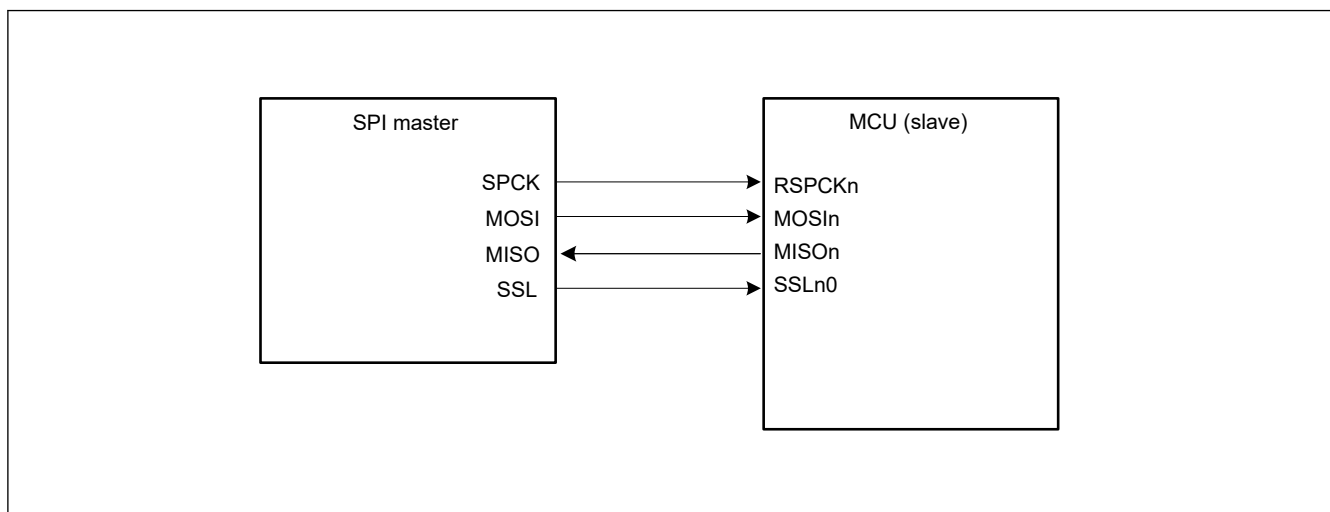 SPI master
SPCK
MOSI
MISO
SSL
MCU (slave)
RSPCKn
MOSIn
MISOn
SSLn0